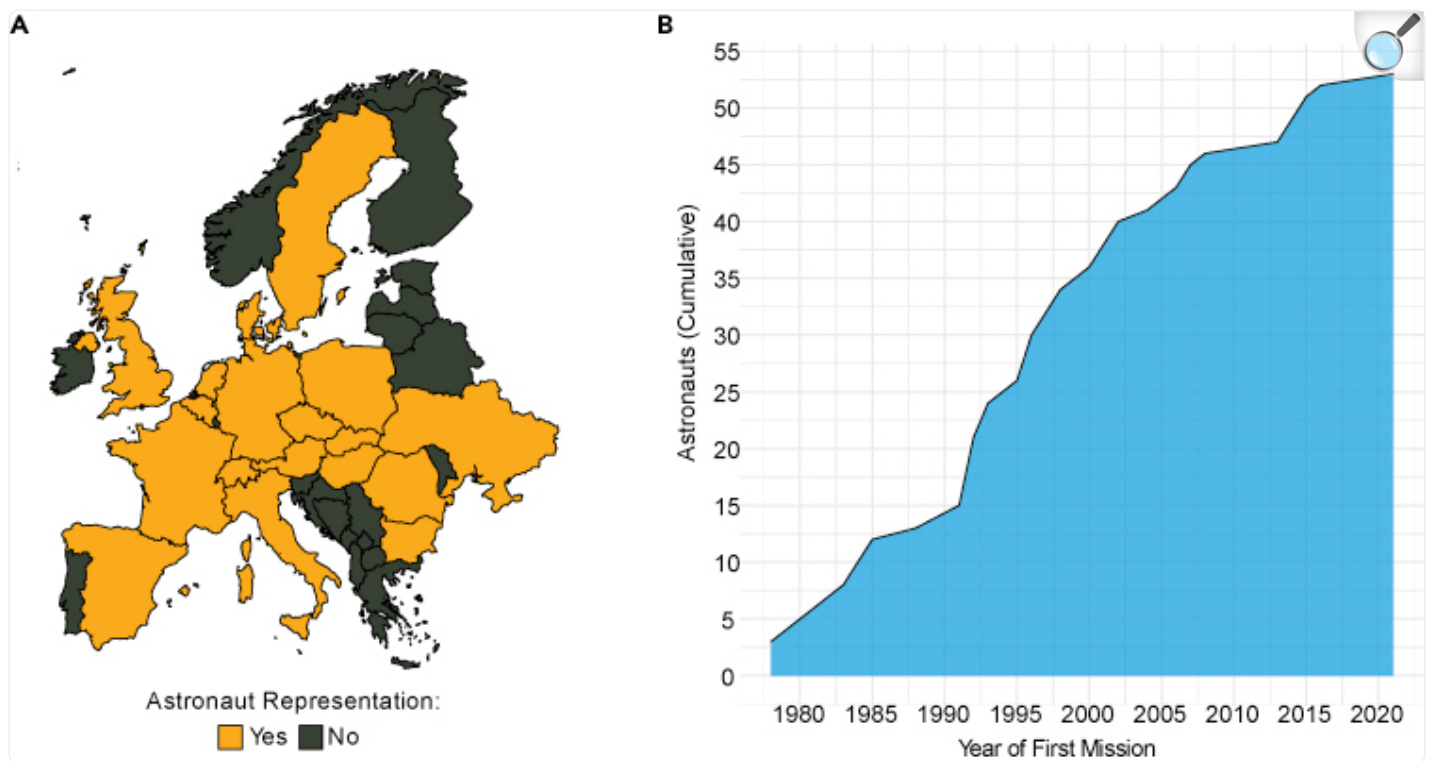 A
Astronaut Representation:
Yes No
B
Astronauts (Cumulative)
55
50
45
40
35
30
25
20
15
10
5
0
1980 1985 1990 1995 2000 2005 2010 2015 2020
Year of First Mission